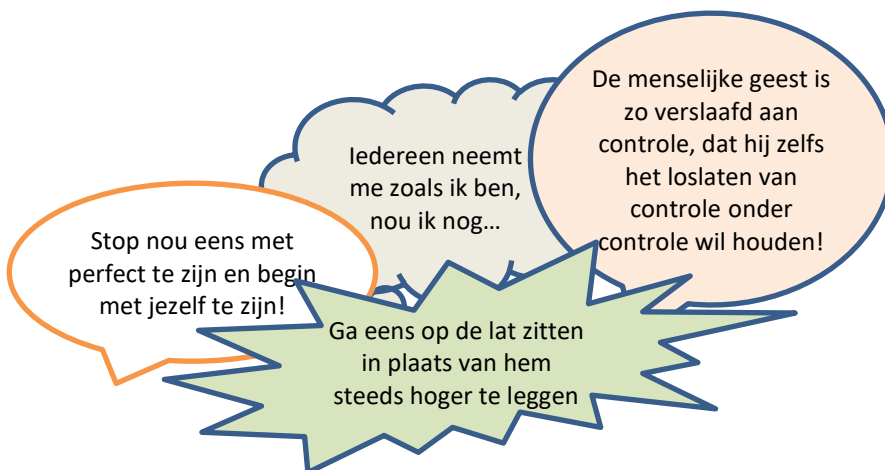 De menselijke geest is
zo verslaafd aan
controle, dat hij zelfs
het loslaten van
controle onder
controle wil houden!
Iedereen neemt
me zoals ik ben,
nou ik nog…
Stop nou eens met
perfect te zijn en begin
met jezelf te zijn!
Ga eens op de lat zitten
in plaats van hem
steeds hoger te leggen